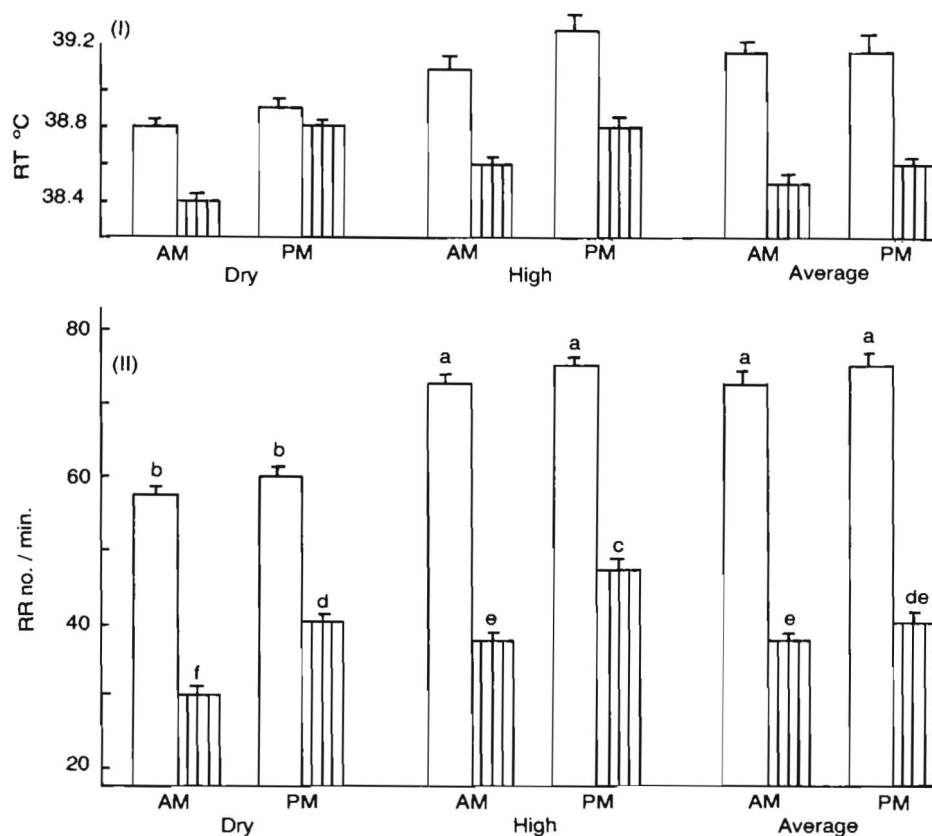 (I)
RT °C
39.2
38.8
38.4
AM PM AM PM AM PM
Dry High Average
(II)
RR no. / min.
80
60
40
20
b f b d a e a c a e a de
AM PM AM PM AM PM
Dry High Average